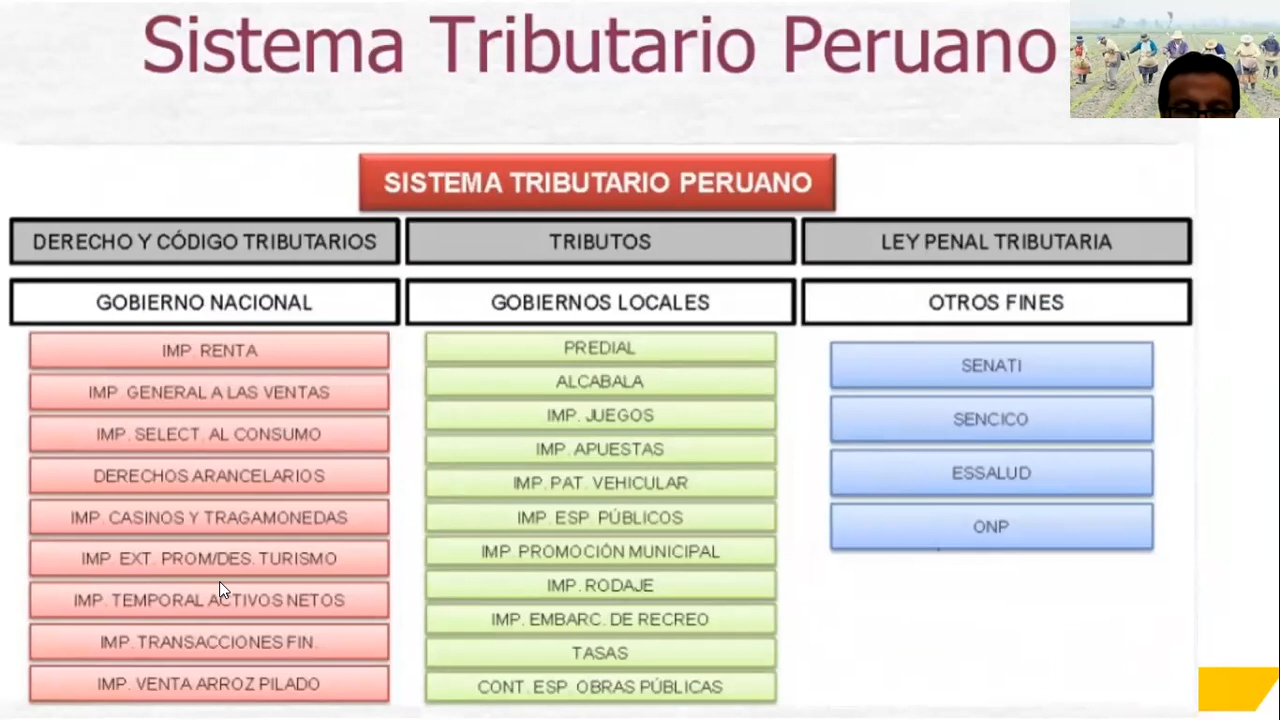 Sistema Tributario Peruano
SISTEMA TRIBUTARIO PERUANO
DERECHO Y CÓDIGO TRIBUTARIOS
TRIBUTOS
LEY PENAL TRIBUTARIA
GOBIERNO NACIONAL
GOBIERNOS LOCALES
OTROS FINES
IMP. RENTA
IMP. GENERAL A LAS VENTAS
IMP. SELECT. AL CONSUMO
DERECHOS ARANCELARIOS
IMP. CASINOS Y TRAGAMONEDAS
IMP. EXT. PROM/DES. TURISMO
IMP. TEMPORAL ACTIVOS NETOS
IMP. TRANSACCIONES FIN.
IMP. VENTA ARROZ PILADO
PREDIAL
ALCABALA
IMP. JUEGOS
IMP. APUESTAS
IMP. PAT. VEHICULAR
IMP. ESP. PÚBLICOS
IMP. PROMOCIÓN MUNICIPAL
IMP. RODAJE
IMP. EMBARC. DE RECREO
TASAS
CONT. ESP. OBRAS PÚBLICAS
SENATI
SENCICO
ESSALUD
ONP